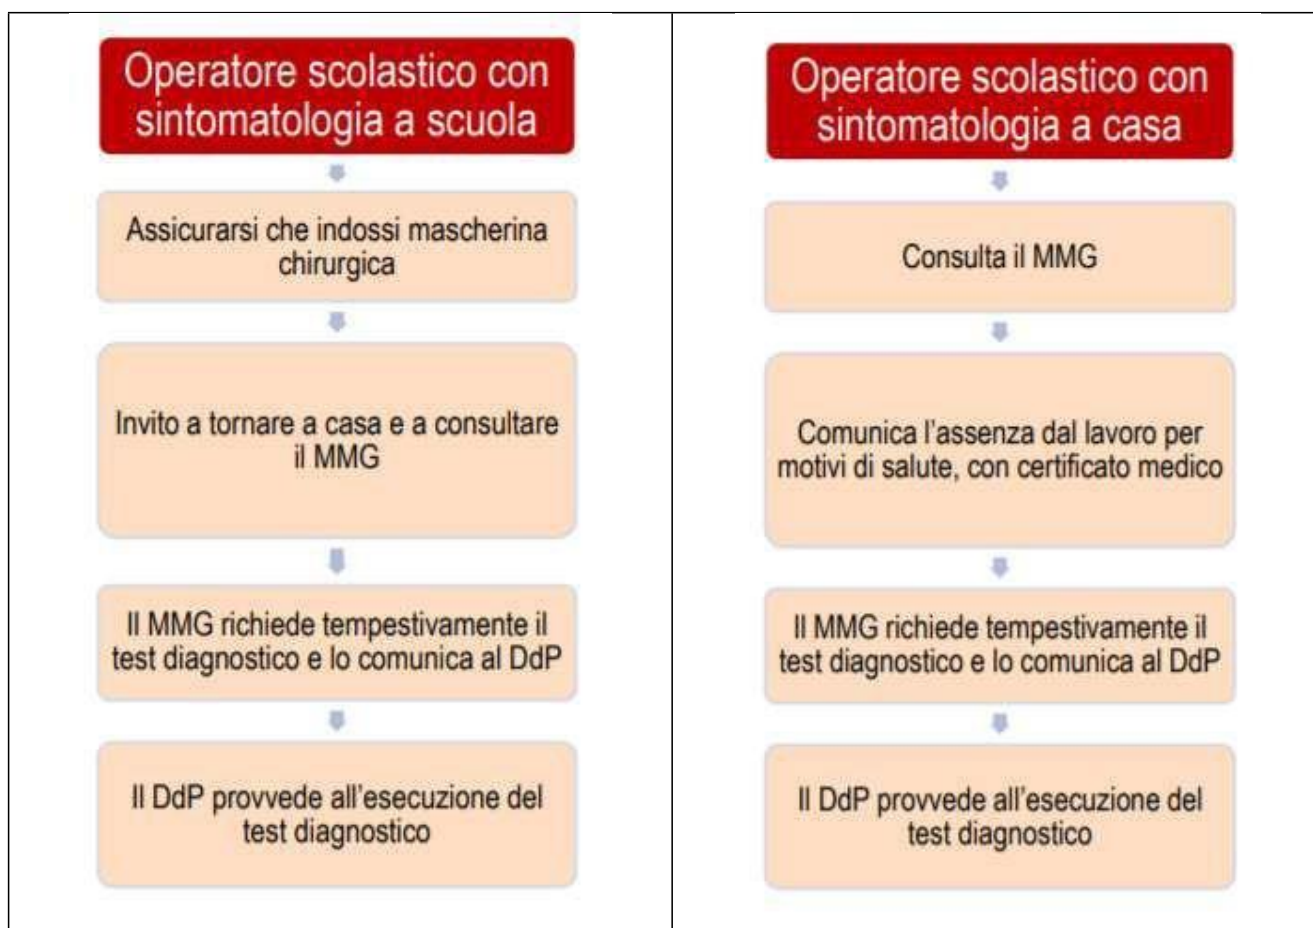 Operatore scolastico con
sintomatologia a scuola
Assicurarsi che indossi mascherina
chirurgica
Invito a tornare a casa e a consultare
il MMG
Il MMG richiede tempestivamente il
test diagnostico e lo comunica al DdP
Il DdP provvede all'esecuzione del
test diagnostico
Operatore scolastico con
sintomatologia a casa
Consulta il MMG
Comunica l'assenza dal lavoro per
motivi di salute, con certificato medico
Il MMG richiede tempestivamente il
test diagnostico e lo comunica al DdP
Il DdP provvede all'esecuzione del
test diagnostico